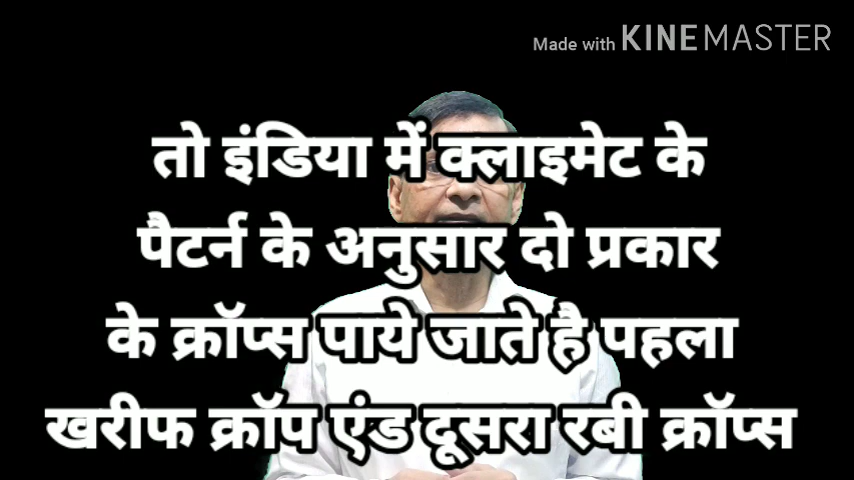 Made with KINEMASTER
तो इंडिया में क्लाइमेट के
पैटर्न के अनुसार दो प्रकार
के क्रॉप्स पाये जाते है पहला
खरीफ क्रॉप एंड दूसरा रबी क्रॉप्स